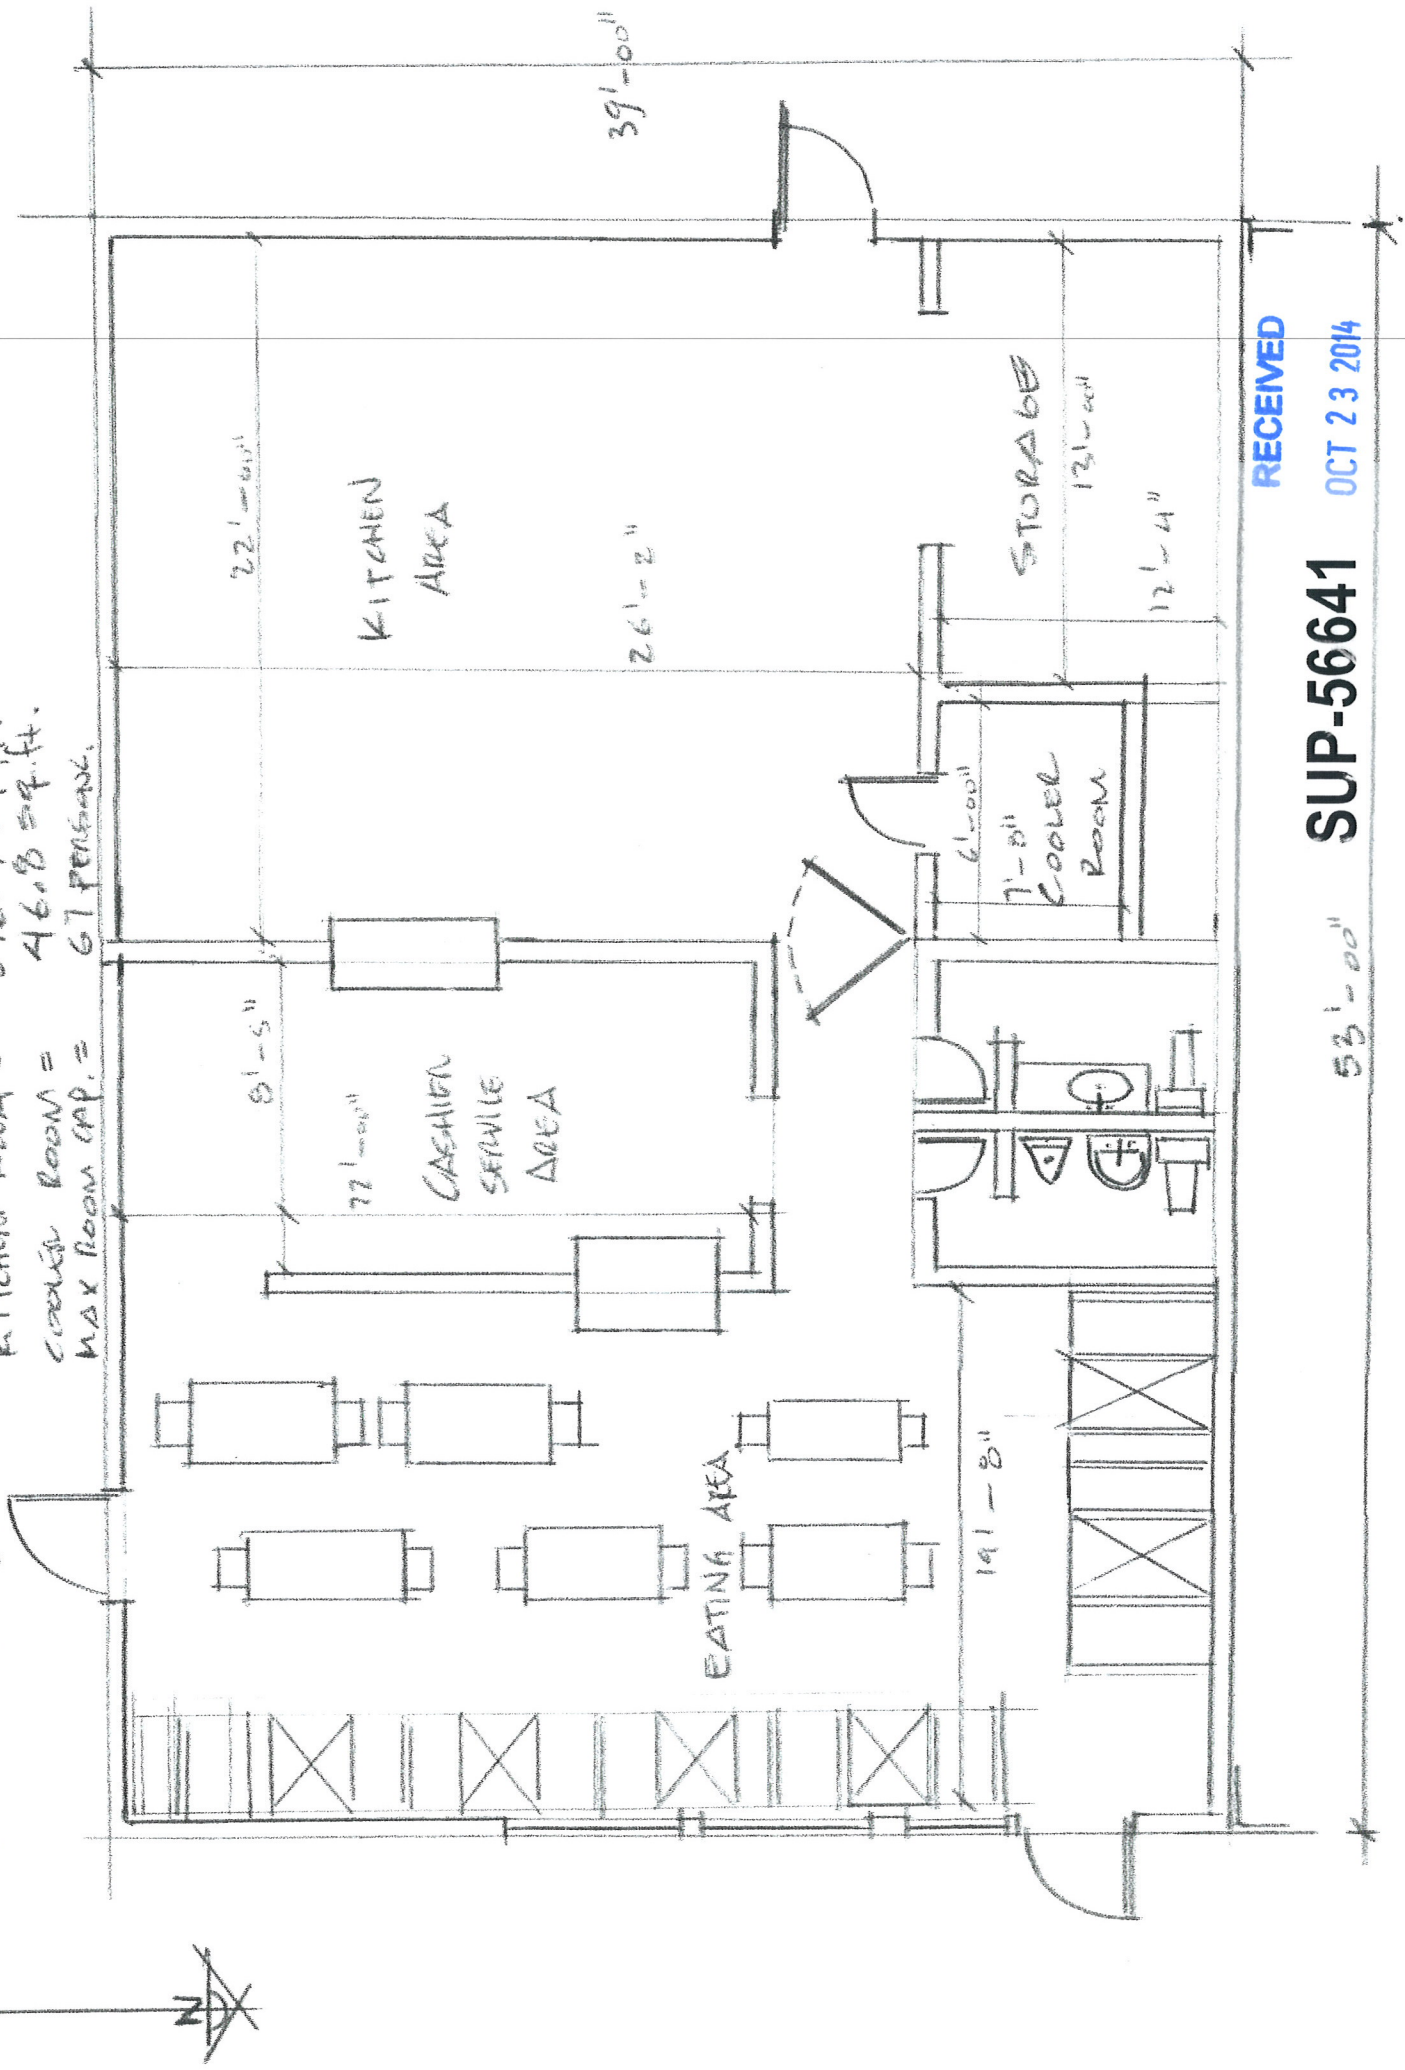 COOLER ROOM = 46.8 sq.ft.
MAX ROOM CAP. = 67 PERSONS.
39'-00"
22'-00"
KITCHEN
AREA
26'-2"
8'-5"
22'-00"
CASHIER
SERVICE
AREA
STORAGE
13'-00"
12'-4"
6'-00"
7'-8"
COOLER
ROOM
EATING AREA
19'-8"
53'-00"
N
RECEIVED
OCT 23 2014
SUP-56641